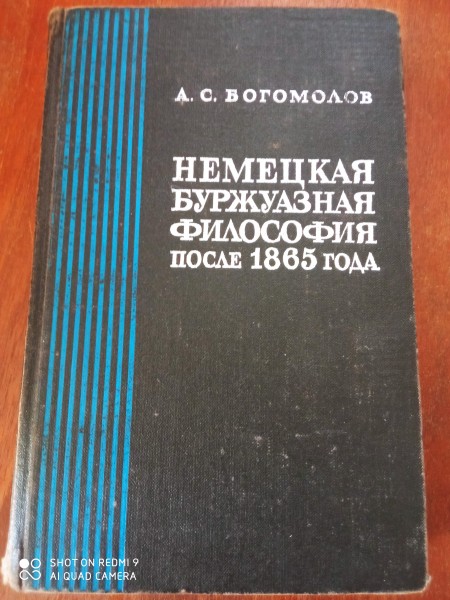 А. С. БОГОМОЛОВ
НЕМЕЦКАЯ
БУРЖУАЗНАЯ
ФИЛОСОФИЯ
ПОСЛЕ 1865 ГОДА
SHOT ON REDMI 9
AI QUAD CAMERA